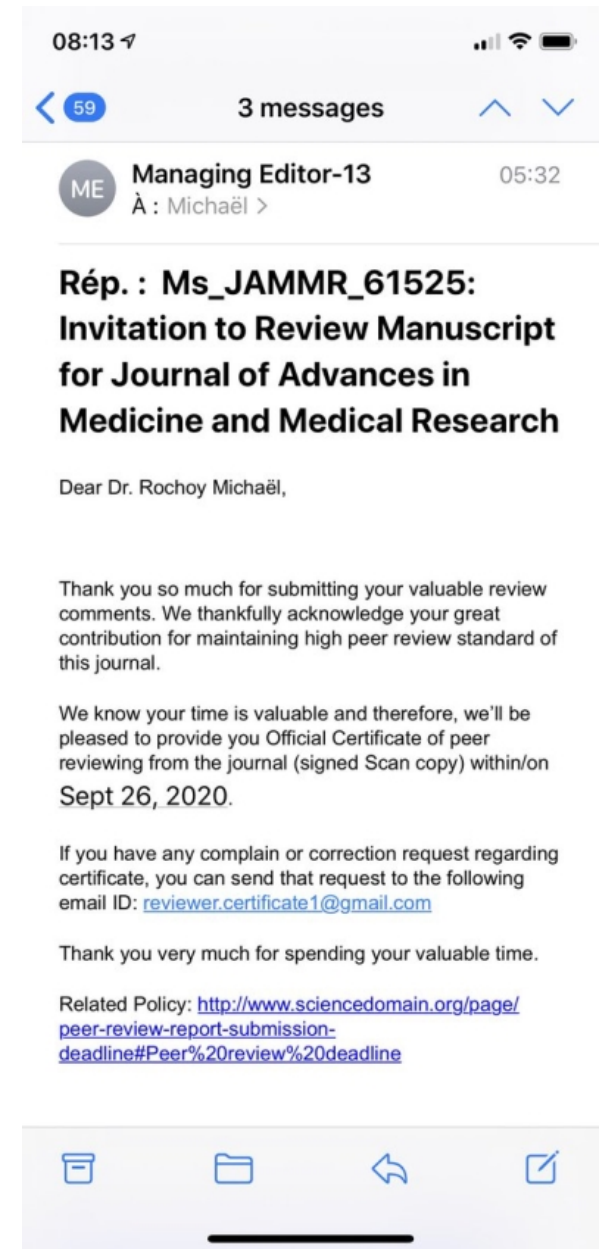 08:13
59
3 messages
ME
Managing Editor-13
05:32
À : Michaël >
Rép. : Ms_JAMMR_61525:
Invitation to Review Manuscript
for Journal of Advances in
Medicine and Medical Research
Dear Dr. Rochoy Michaël,
Thank you so much for submitting your valuable review
comments. We thankfully acknowledge your great
contribution for maintaining high peer review standard of
this journal.
We know your time is valuable and therefore, we'll be
pleased to provide you Official Certificate of peer
reviewing from the journal (signed Scan copy) within/on
Sept 26, 2020.
If you have any complain or correction request regarding
certificate, you can send that request to the following
email ID: reviewer.certificate1@gmail.com
Thank you very much for spending your valuable time.
Related Policy: http://www.sciencedomain.org/page/
peer-review-report-submission-
deadline#Peer%20review%20deadline